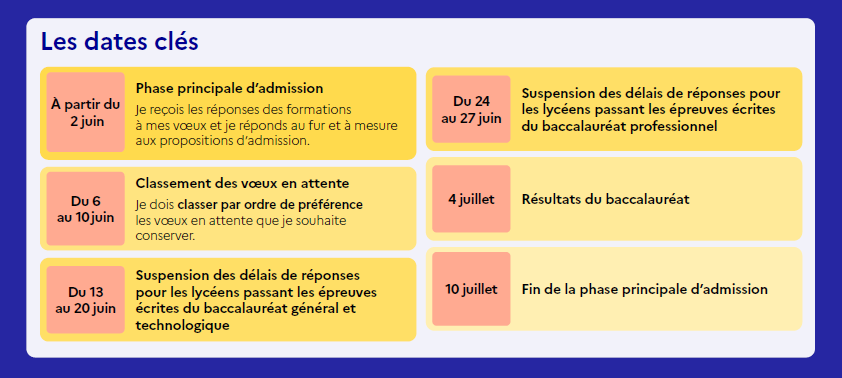 Les dates clés
À partir du
2 juin
Phase principale d'admission
Je reçois les réponses des formations
à mes vœux et je réponds au fur et à mesure
aux propositions d'admission.
Du 6
au 10 juin
Classement des vœux en attente
Je dois classer par ordre de préférence
les vœux en attente que je souhaite
conserver.
Du 13
au 20 juin
Suspension des délais de réponses
pour les lycéens passant les épreuves
écrites du baccalauréat général et
technologique
Du 24
au 27 juin
Suspension des délais de réponses pour
les lycéens passant les épreuves écrites
du baccalauréat professionnel
4 juillet
Résultats du baccalauréat
10 juillet
Fin de la phase principale d'admission